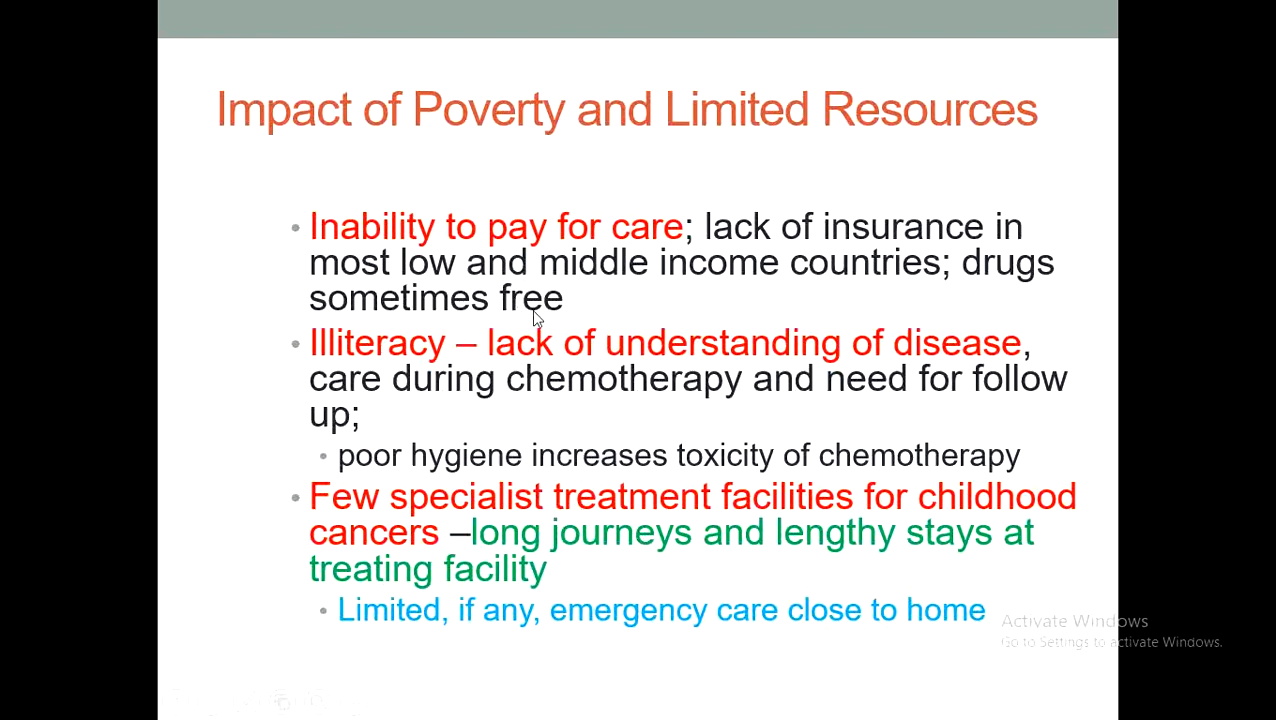 Impact of Poverty and Limited Resources
• Inability to pay for care; lack of insurance in
most low and middle income countries; drugs
sometimes free
• Illiteracy – lack of understanding of disease,
care during chemotherapy and need for follow
up;
• poor hygiene increases toxicity of chemotherapy
• Few specialist treatment facilities for childhood
cancers –long journeys and lengthy stays at
treating facility
• Limited, if any, emergency care close to home
Activate Windows
Go to Settings to activate Windows.